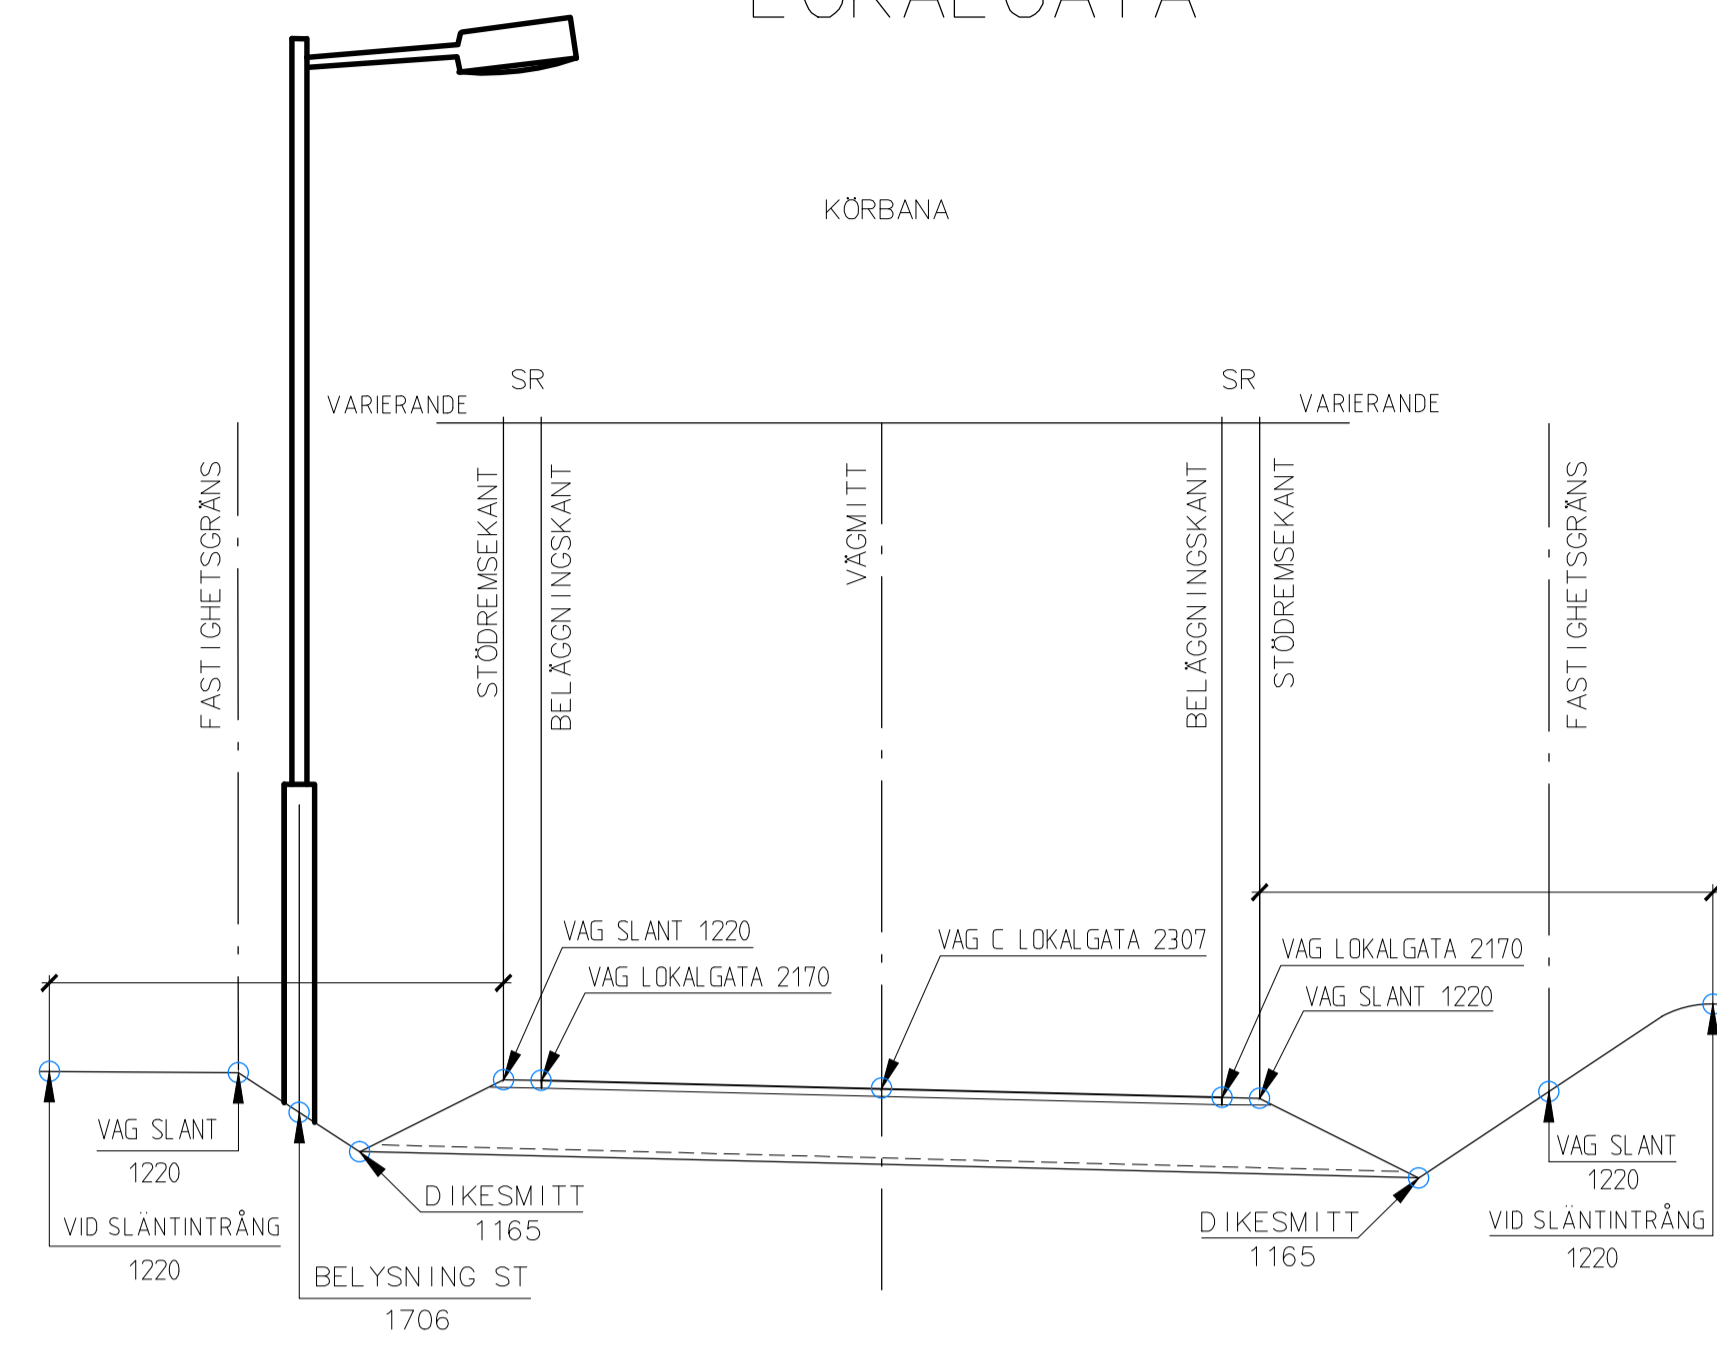 LOKALGATA
KÖRBANA
SR
SR
VARIERANDE
VARIERANDE
FASTIGHETSGRÄNS
STÖDREMSEKANT
BELÄGGNINGSKANT
VÄGMITT
BELÄGGNINGSKANT
STÖDREMSEKANT
FASTIGHETSGRÄNS
VAG SLANT 1220
VAG LOKALGATA 2170
VAG C LOKALGATA 2307
VAG LOKALGATA 2170
VAG SLANT 1220
VAG SLANT
1220
VID SLÄNTINTRÅNG
1220
DIKESMITT
1165
BELYSNING ST
1706
DIKESMITT
1165
VAG SLANT
1220
VID SLÄNTINTRÅNG
1220